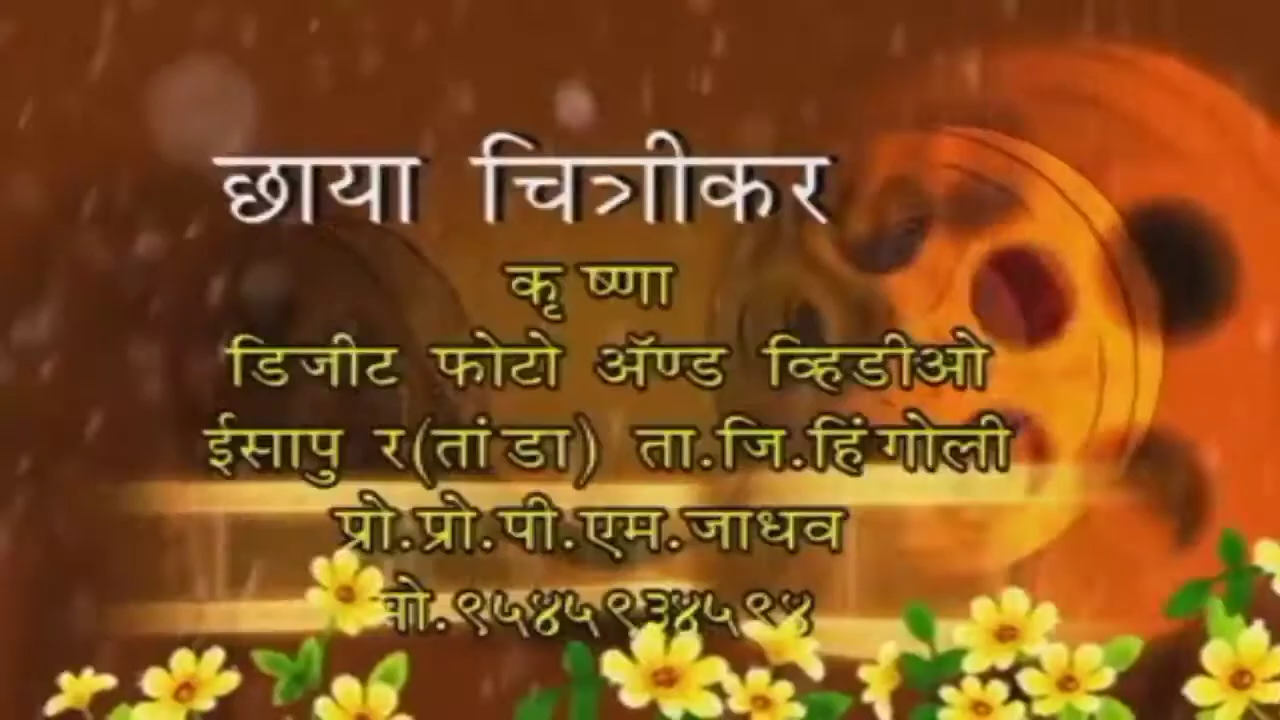 छाया चित्रीकर
कृष्णा
डिजीट फोटो ॲण्ड व्हिडीओ
ईसापुर(तांडा) ता.जि.हिंगोली
प्रो.प्रो.पी.एम.जाधव
मो.९५४५९३४५९४